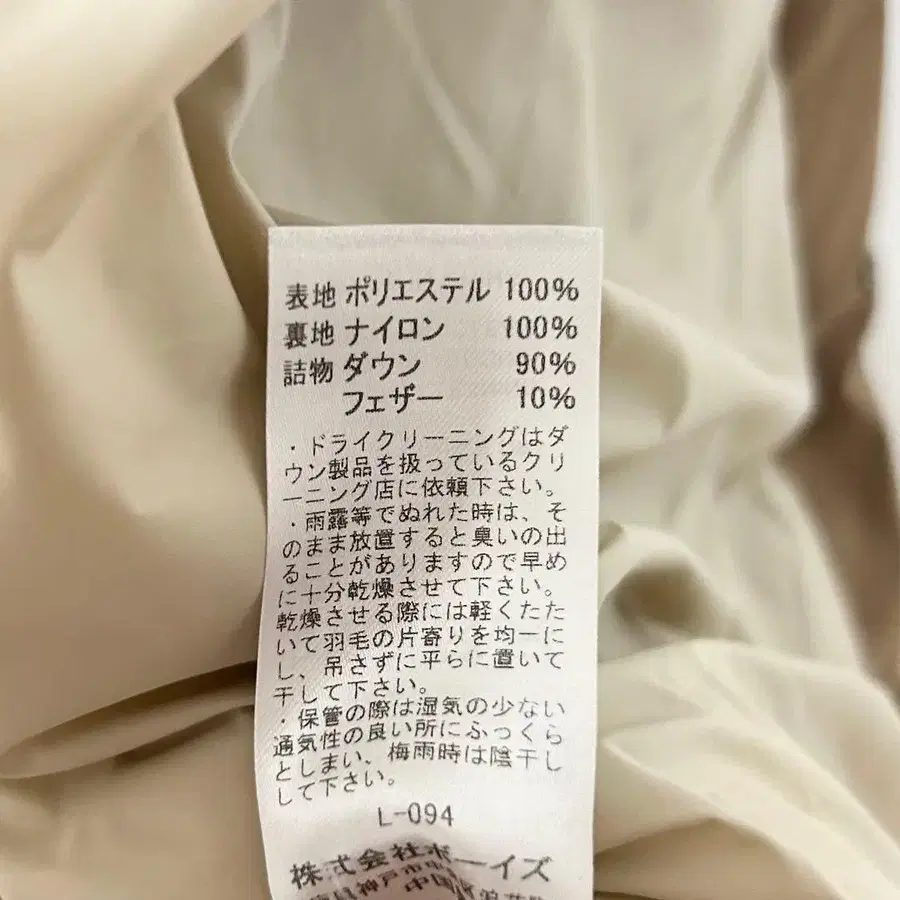 表地 ポリエステル 100%
裏地 ナイロン 100%
詰物 ダウン 90%
フェザー 10%
・ドライクリーニングはダ
ウン製品を扱っているクリ
ーニング店に依頼下さい。
・雨露等でぬれた時は、そ
のまま放置すると臭いの出
ることがありますので早め
に十分乾燥させて下さい。
乾燥させる際には軽くたた
いて羽毛の片寄りを均一に
し、吊さずに平らに置いて
干して下さい。
・保管の際は湿気の少ない
通気性の良い所にふっくら
としまい、梅雨時は陰干し
して下さい。
L-094
株式会社ボーイズ
県神戸市中
中国